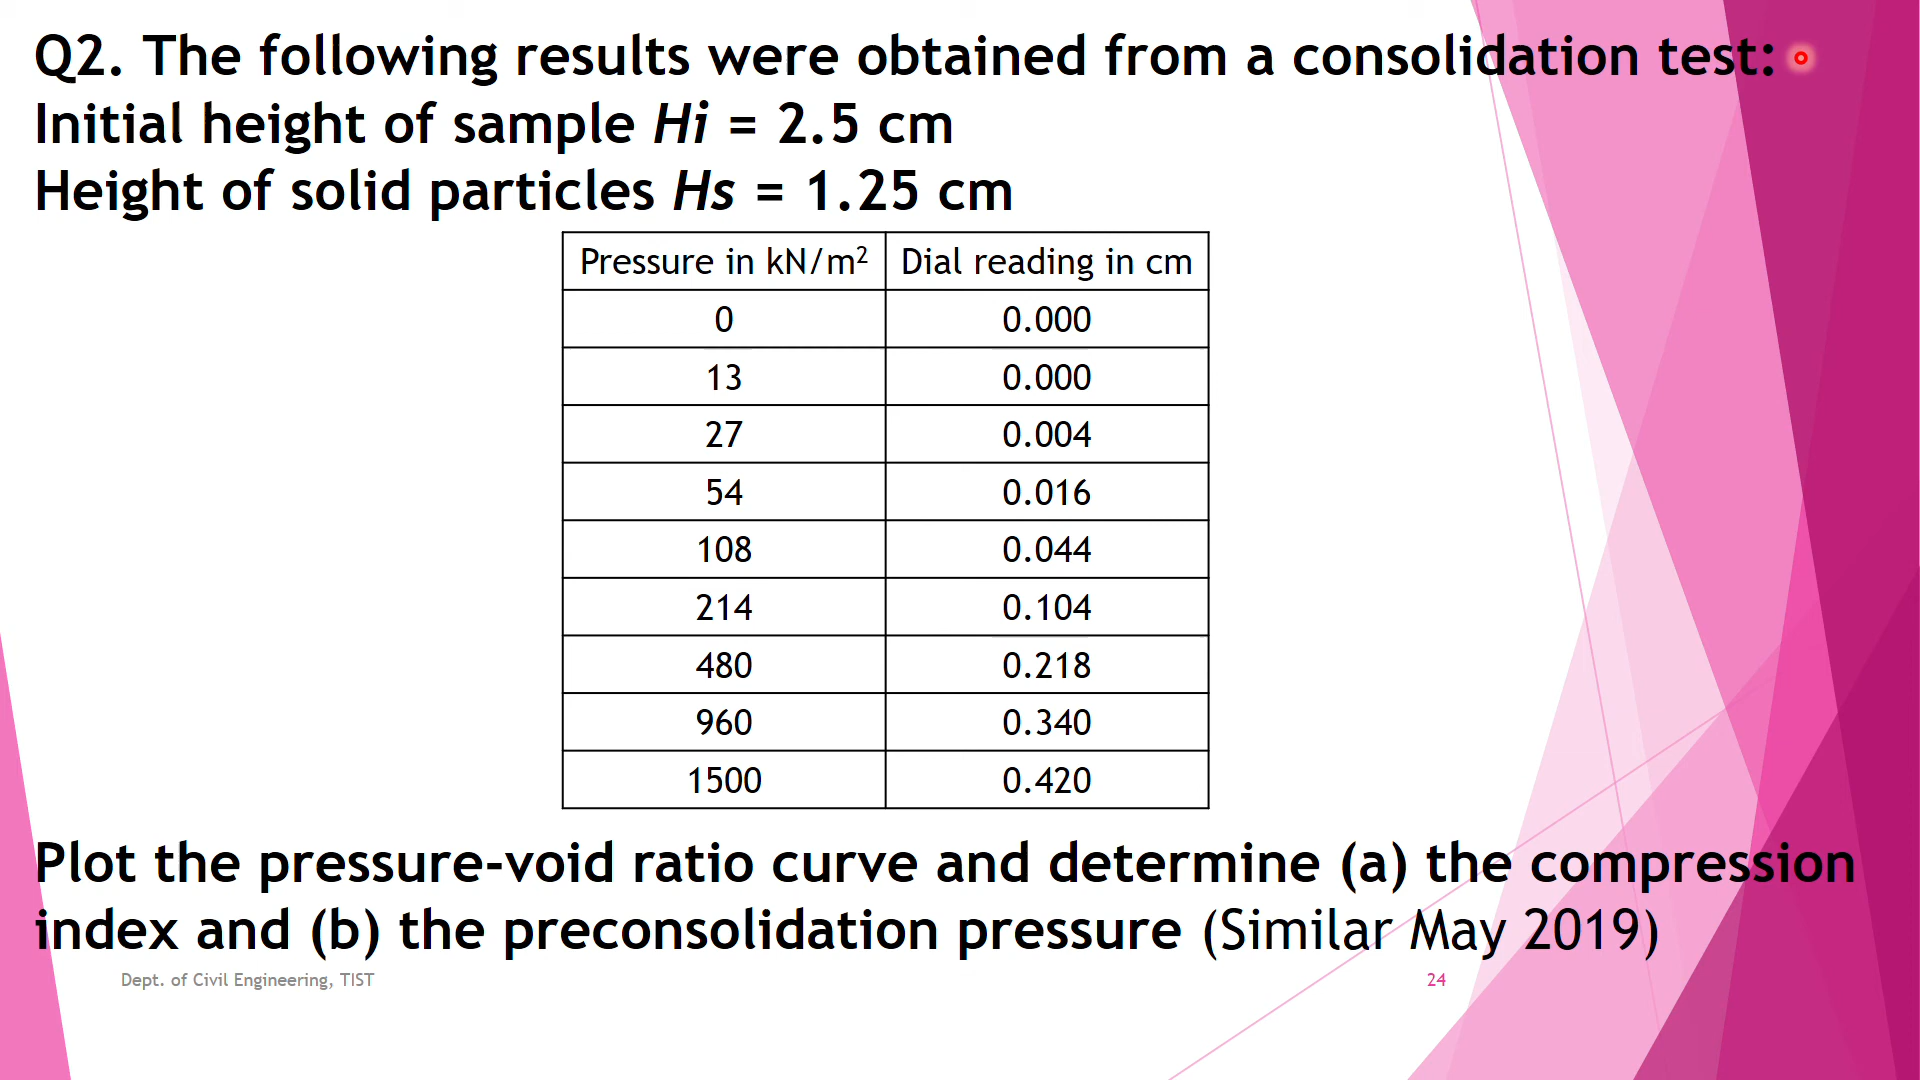 Q2. The following results were obtained from a consolidation test:
Initial height of sample Hi = 2.5 cm
Height of solid particles Hs = 1.25 cm
Pressure in kN/m² Dial reading in cm
0 0.000
13 0.000
27 0.004
54 0.016
108 0.044
214 0.104
480 0.218
960 0.340
1500 0.420
Plot the pressure-void ratio curve and determine (a) the compression
index and (b) the preconsolidation pressure (Similar May 2019)
Dept. of Civil Engineering, TIST 24